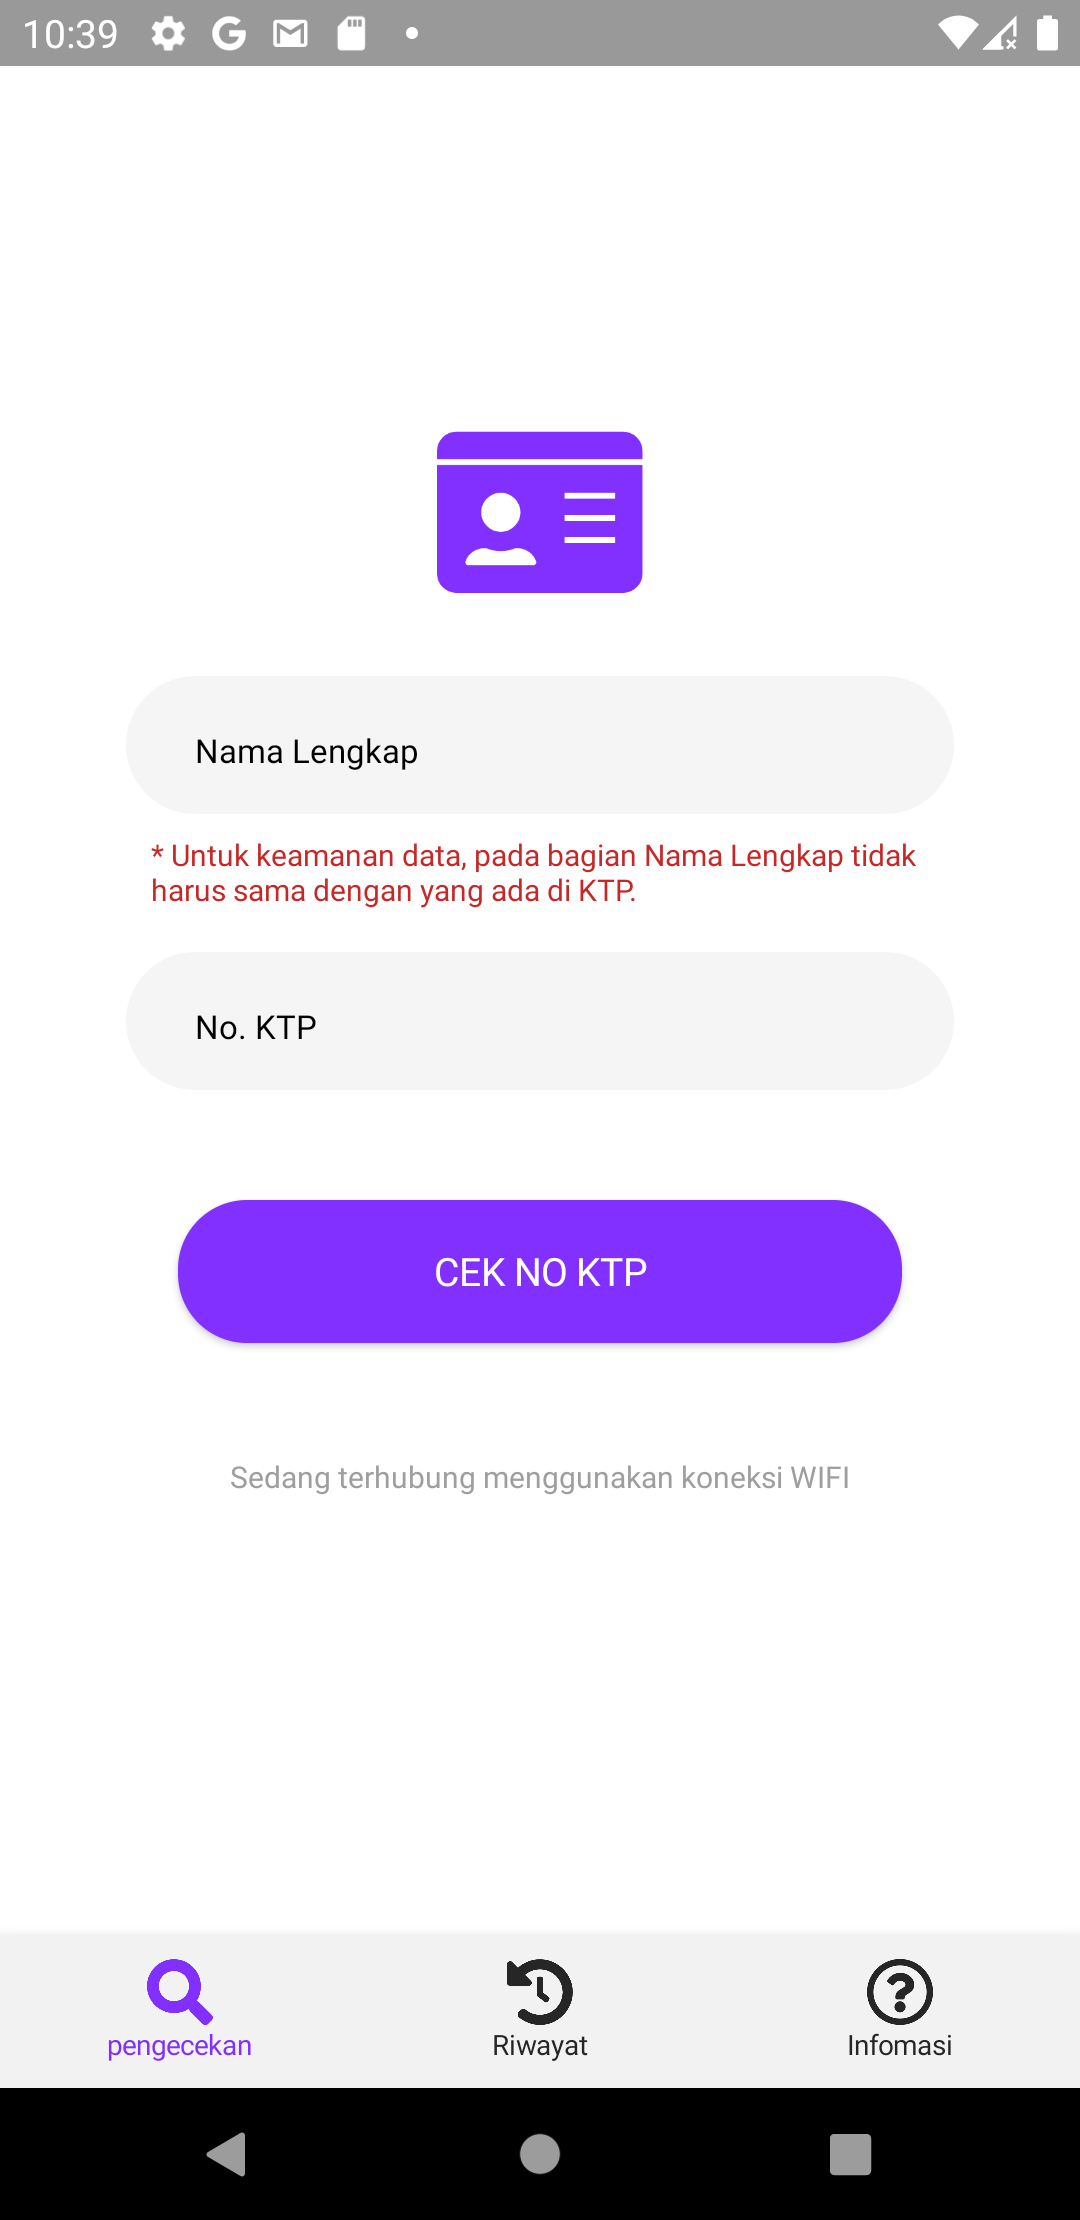 10:39
Nama Lengkap
* Untuk keamanan data, pada bagian Nama Lengkap tidak
harus sama dengan yang ada di KTP.
No. KTP
CEK NO KTP
Sedang terhubung menggunakan koneksi WIFI
pengecekan
Riwayat
Infomasi